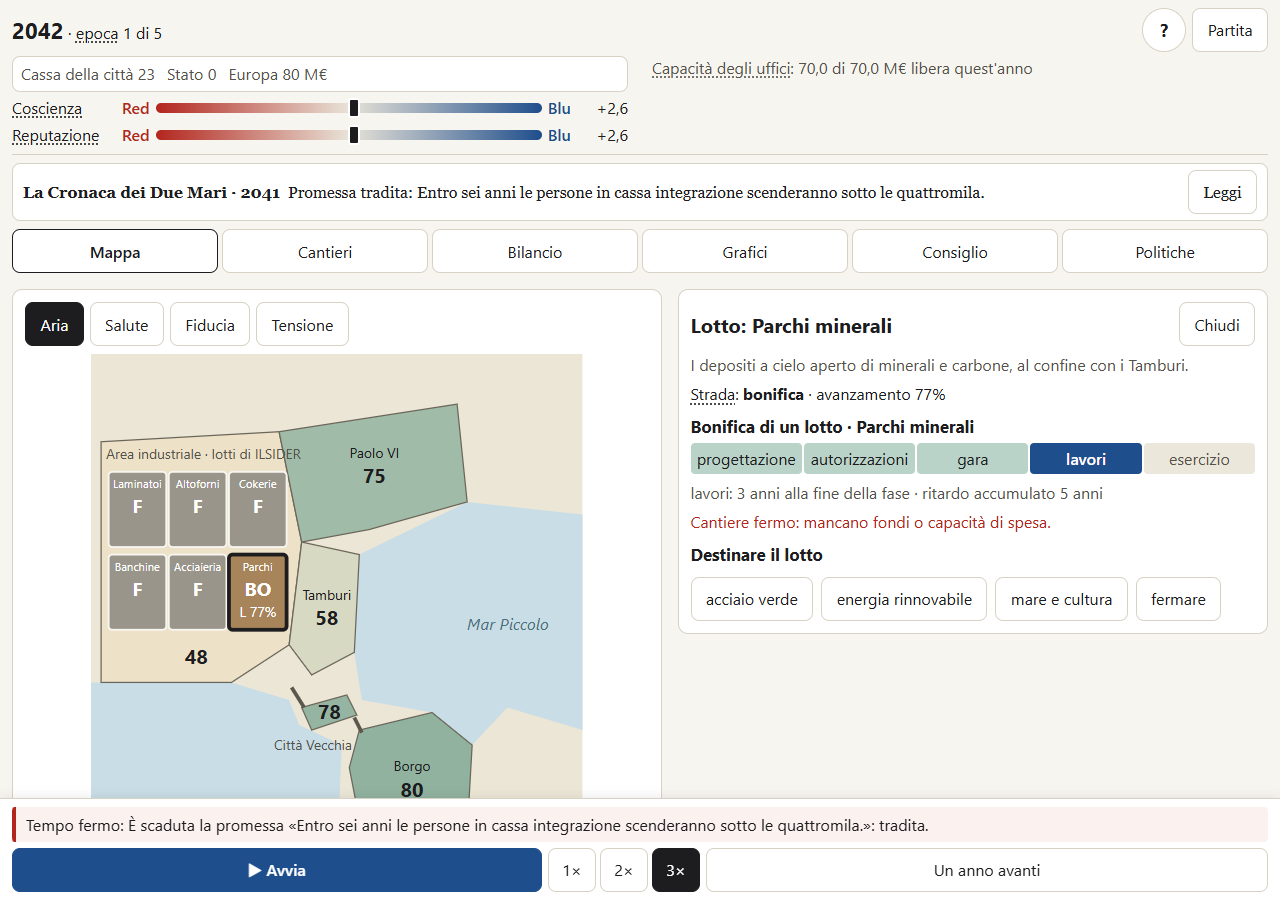 2042 · epoca 1 di 5
?
Partita
Cassa della città 23 Stato 0 Europa 80 M€
Capacità degli uffici: 70,0 di 70,0 M€ libera quest'anno
Coscienza Red Blu +2,6
Reputazione Red Blu +2,6
La Cronaca dei Due Mari · 2041 Promessa tradita: Entro sei anni le persone in cassa integrazione scenderanno sotto le quattromila.
Leggi
Mappa
Cantieri
Bilancio
Grafici
Consiglio
Politiche
Aria
Salute
Fiducia
Tensione
Area industriale · lotti di ILSIDER
Laminatoi
F
Altoforni
F
Cokerie
F
Banchine
F
Acciaieria
F
Parchi
BO
L 77%
48
Paolo VI
75
Tamburi
58
Mar Piccolo
78
Città Vecchia
Borgo
80
Lotto: Parchi minerali
Chiudi
I depositi a cielo aperto di minerali e carbone, al confine con i Tamburi.
Strada: bonifica · avanzamento 77%
Bonifica di un lotto · Parchi minerali
progettazione
autorizzazioni
gara
lavori
esercizio
lavori: 3 anni alla fine della fase · ritardo accumulato 5 anni
Cantiere fermo: mancano fondi o capacità di spesa.
Destinare il lotto
acciaio verde
energia rinnovabile
mare e cultura
fermare
Tempo fermo: È scaduta la promessa «Entro sei anni le persone in cassa integrazione scenderanno sotto le quattromila.»: tradita.
▶ Avvia
1×
2×
3×
Un anno avanti